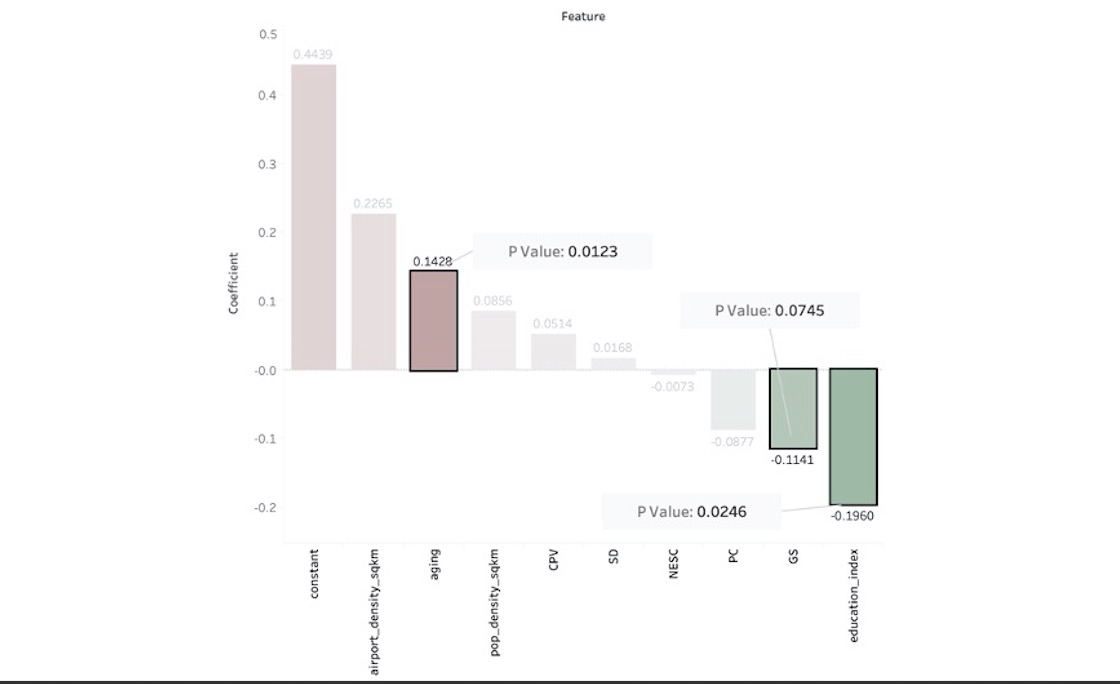 Feature
0.5
0.4439
0.4
0.3
0.2265
0.2
P Value: 0.0123
0.1428
Coefficient
0.1
0.0856
P Value: 0.0745
0.0514
0.0168
-0.0
-0.0073
-0.1
-0.0877
-0.1141
-0.2
P Value: 0.0246
-0.1960
constant
airport_density_sqkm
aging
pop_density_sqkm
CPV
SD
NESC
PC
GS
education_index